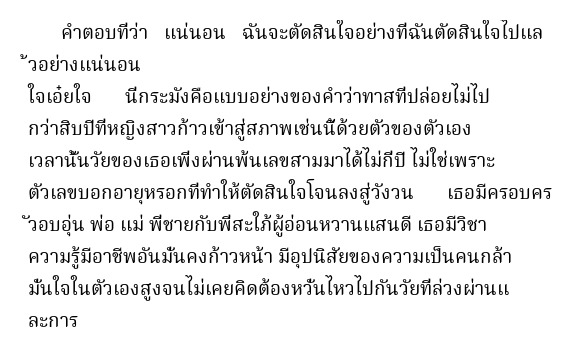 คำตอบที่ว่า แน่นอน ฉันจะตัดสินใจอย่างที่ฉันตัดสินใจไปแล
้วอย่างแน่นอน
ใจเอ๋ยใจ นี่กระมังคือแบบอย่างของคำว่าทาสที่ปล่อยไม่ไป
กว่าสิบปีที่หญิงสาวก้าวเข้าสู่สภาพเช่นนี้ด้วยตัวของตัวเอง
เวลานั้นวัยของเธอเพิ่งผ่านพ้นเลขสามมาได้ไม่กี่ปี ไม่ใช่เพราะ
ตัวเลขบอกอายุหรอกที่ทำให้ตัดสินใจโจนลงสู่วังวน เธอมีครอบคร
ัวอบอุ่น พ่อ แม่ พี่ชายกับพี่สะใภ้ผู้อ่อนหวานแสนดี เธอมีวิชา
ความรู้มีอาชีพอันมั่นคงก้าวหน้า มีอุปนิสัยของความเป็นคนกล้า
มั่นใจในตัวเองสูงจนไม่เคยคิดต้องหวั่นไหวไปกับวัยที่ล่วงผ่านแ
ละการ